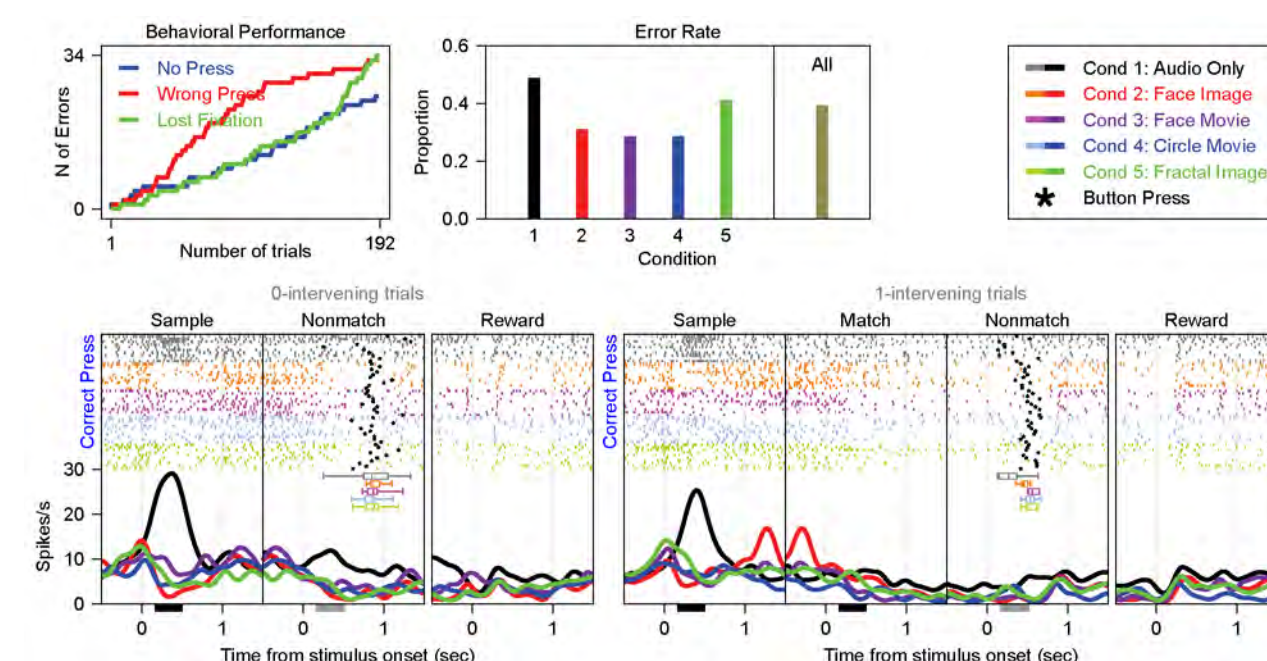 Behavioral Performance
34
No Press
Wrong Press
Lost Fixation
N of Errors
0
1
192
Number of trials
Error Rate
0.6
All
0.4
Proportion
0.2
0.0
1 2 3 4 5
Condition
Cond 1: Audio Only
Cond 2: Face Image
Cond 3: Face Movie
Cond 4: Circle Movie
Cond 5: Fractal Image
* Button Press
0-intervening trials
Sample Nonmatch Reward
Correct Press
30
20
Spikes/s
10
0
0 1 0 1 0 1
Time from stimulus onset (sec)
1-intervening trials
Sample Match Nonmatch Reward
Correct Press
0 1 0 1 0 1 0 1
Time from stimulus onset (sec)